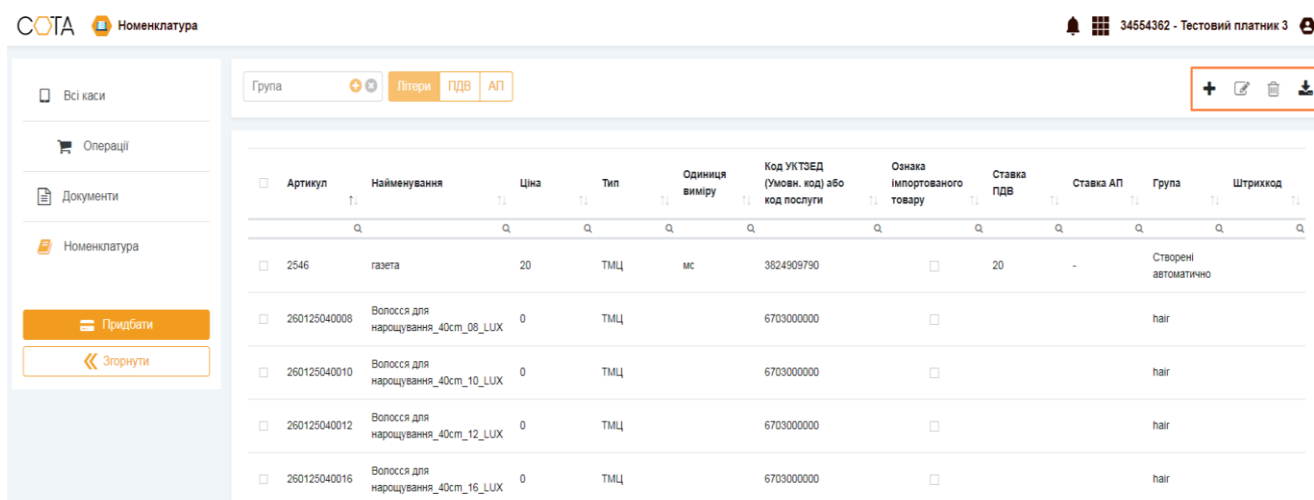 СОТА Номенклатура 34554362 - Тестовий платник 3
Всі каси
Операції
Документи
Номенклатура
Придбати
Згорнути
Група Літери ПДВ АП
Артикул Найменування Ціна Тип Одиниця виміру Код УКТЗЕД (Умовн. код) або код послуги Ознака імпортованого товару Ставка ПДВ Ставка АП Група Штрихкод
2546 газета 20 ТМЦ мс 3824909790 20 - Створені автоматично
260125040008 Волосся для нарощування_40cm_08_LUX 0 ТМЦ 6703000000 hair
260125040010 Волосся для нарощування_40cm_10_LUX 0 ТМЦ 6703000000 hair
260125040012 Волосся для нарощування_40cm_12_LUX 0 ТМЦ 6703000000 hair
260125040016 Волосся для нарощування_40cm_16_LUX 0 ТМЦ 6703000000 hair